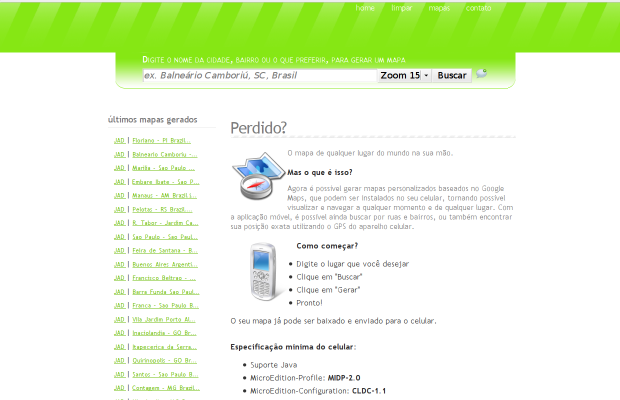 home limpar mapas contato
Digite o nome da cidade, bairro ou o que preferir, para gerar um mapa
ex. Balneário Camboriú, SC, Brasil Zoom 15 Buscar
últimos mapas gerados
JAD | Floriano - PI Brazil...
JAD | Balneario Camboriu -...
JAD | Marilia - Sao Paulo ...
JAD | Embare Ibate - Sao P...
JAD | Manaus - AM Brazil...
JAD | Pelotas - RS Brazil...
JAD | R. Tabor - Jardim Ca...
JAD | Sao Paulo - Sao Paul...
JAD | Feira de Santana - B...
JAD | Buenos Aires Argenti...
JAD | Francisco Beltrao - ...
JAD | Barra Funda Sao Paul...
JAD | Franca - Sao Paulo B...
JAD | Vila Jardim Porto Al...
JAD | Inaciolandia - GO Br...
JAD | Itapecerica da Serra...
JAD | Quirinopolis - GO Br...
JAD | Santos - Sao Paulo B...
JAD | Contagem - MG Brazil...
Perdido?
O mapa de qualquer lugar do mundo na sua mão.
Mas o que é isso?
Agora é possível gerar mapas personalizados baseados no Google
Maps, que podem ser instalados no seu celular, tornando possível
visualizar e navegar a qualquer momento e de qualquer lugar. Com
a aplicação móvel, é possível ainda buscar por ruas e bairros, ou também encontrar
sua posição exata utilizando o GPS do aparelho celular.
Como começar?
• Digite o lugar que você desejar
• Clique em "Buscar"
• Clique em "Gerar"
• Pronto!
O seu mapa já pode ser baixado e enviado para o celular.
Especificação minima do celular:
• Suporte Java
• MicroEdition-Profile: MIDP-2.0
• MicroEdition-Configuration: CLDC-1.1